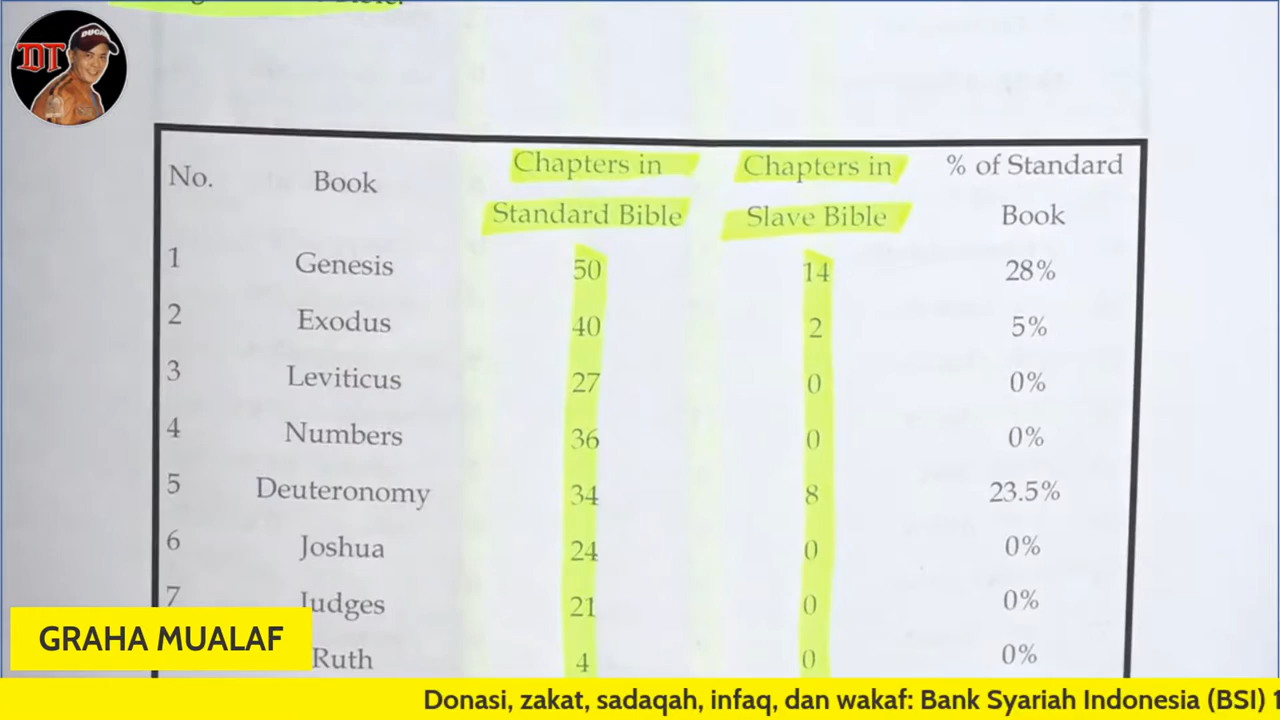 DT
DUCA
No. Book Chapters in Standard Bible Chapters in Slave Bible % of Standard Book
1 Genesis 50 14 28%
2 Exodus 40 2 5%
3 Leviticus 27 0 0%
4 Numbers 36 0 0%
5 Deuteronomy 34 8 23.5%
6 Joshua 24 0 0%
7 Judges 21 0 0%
Ruth 4 0 0%
GRAHA MUALAF
Donasi, zakat, sadaqah, infaq, dan wakaf: Bank Syariah Indonesia (BSI) 1